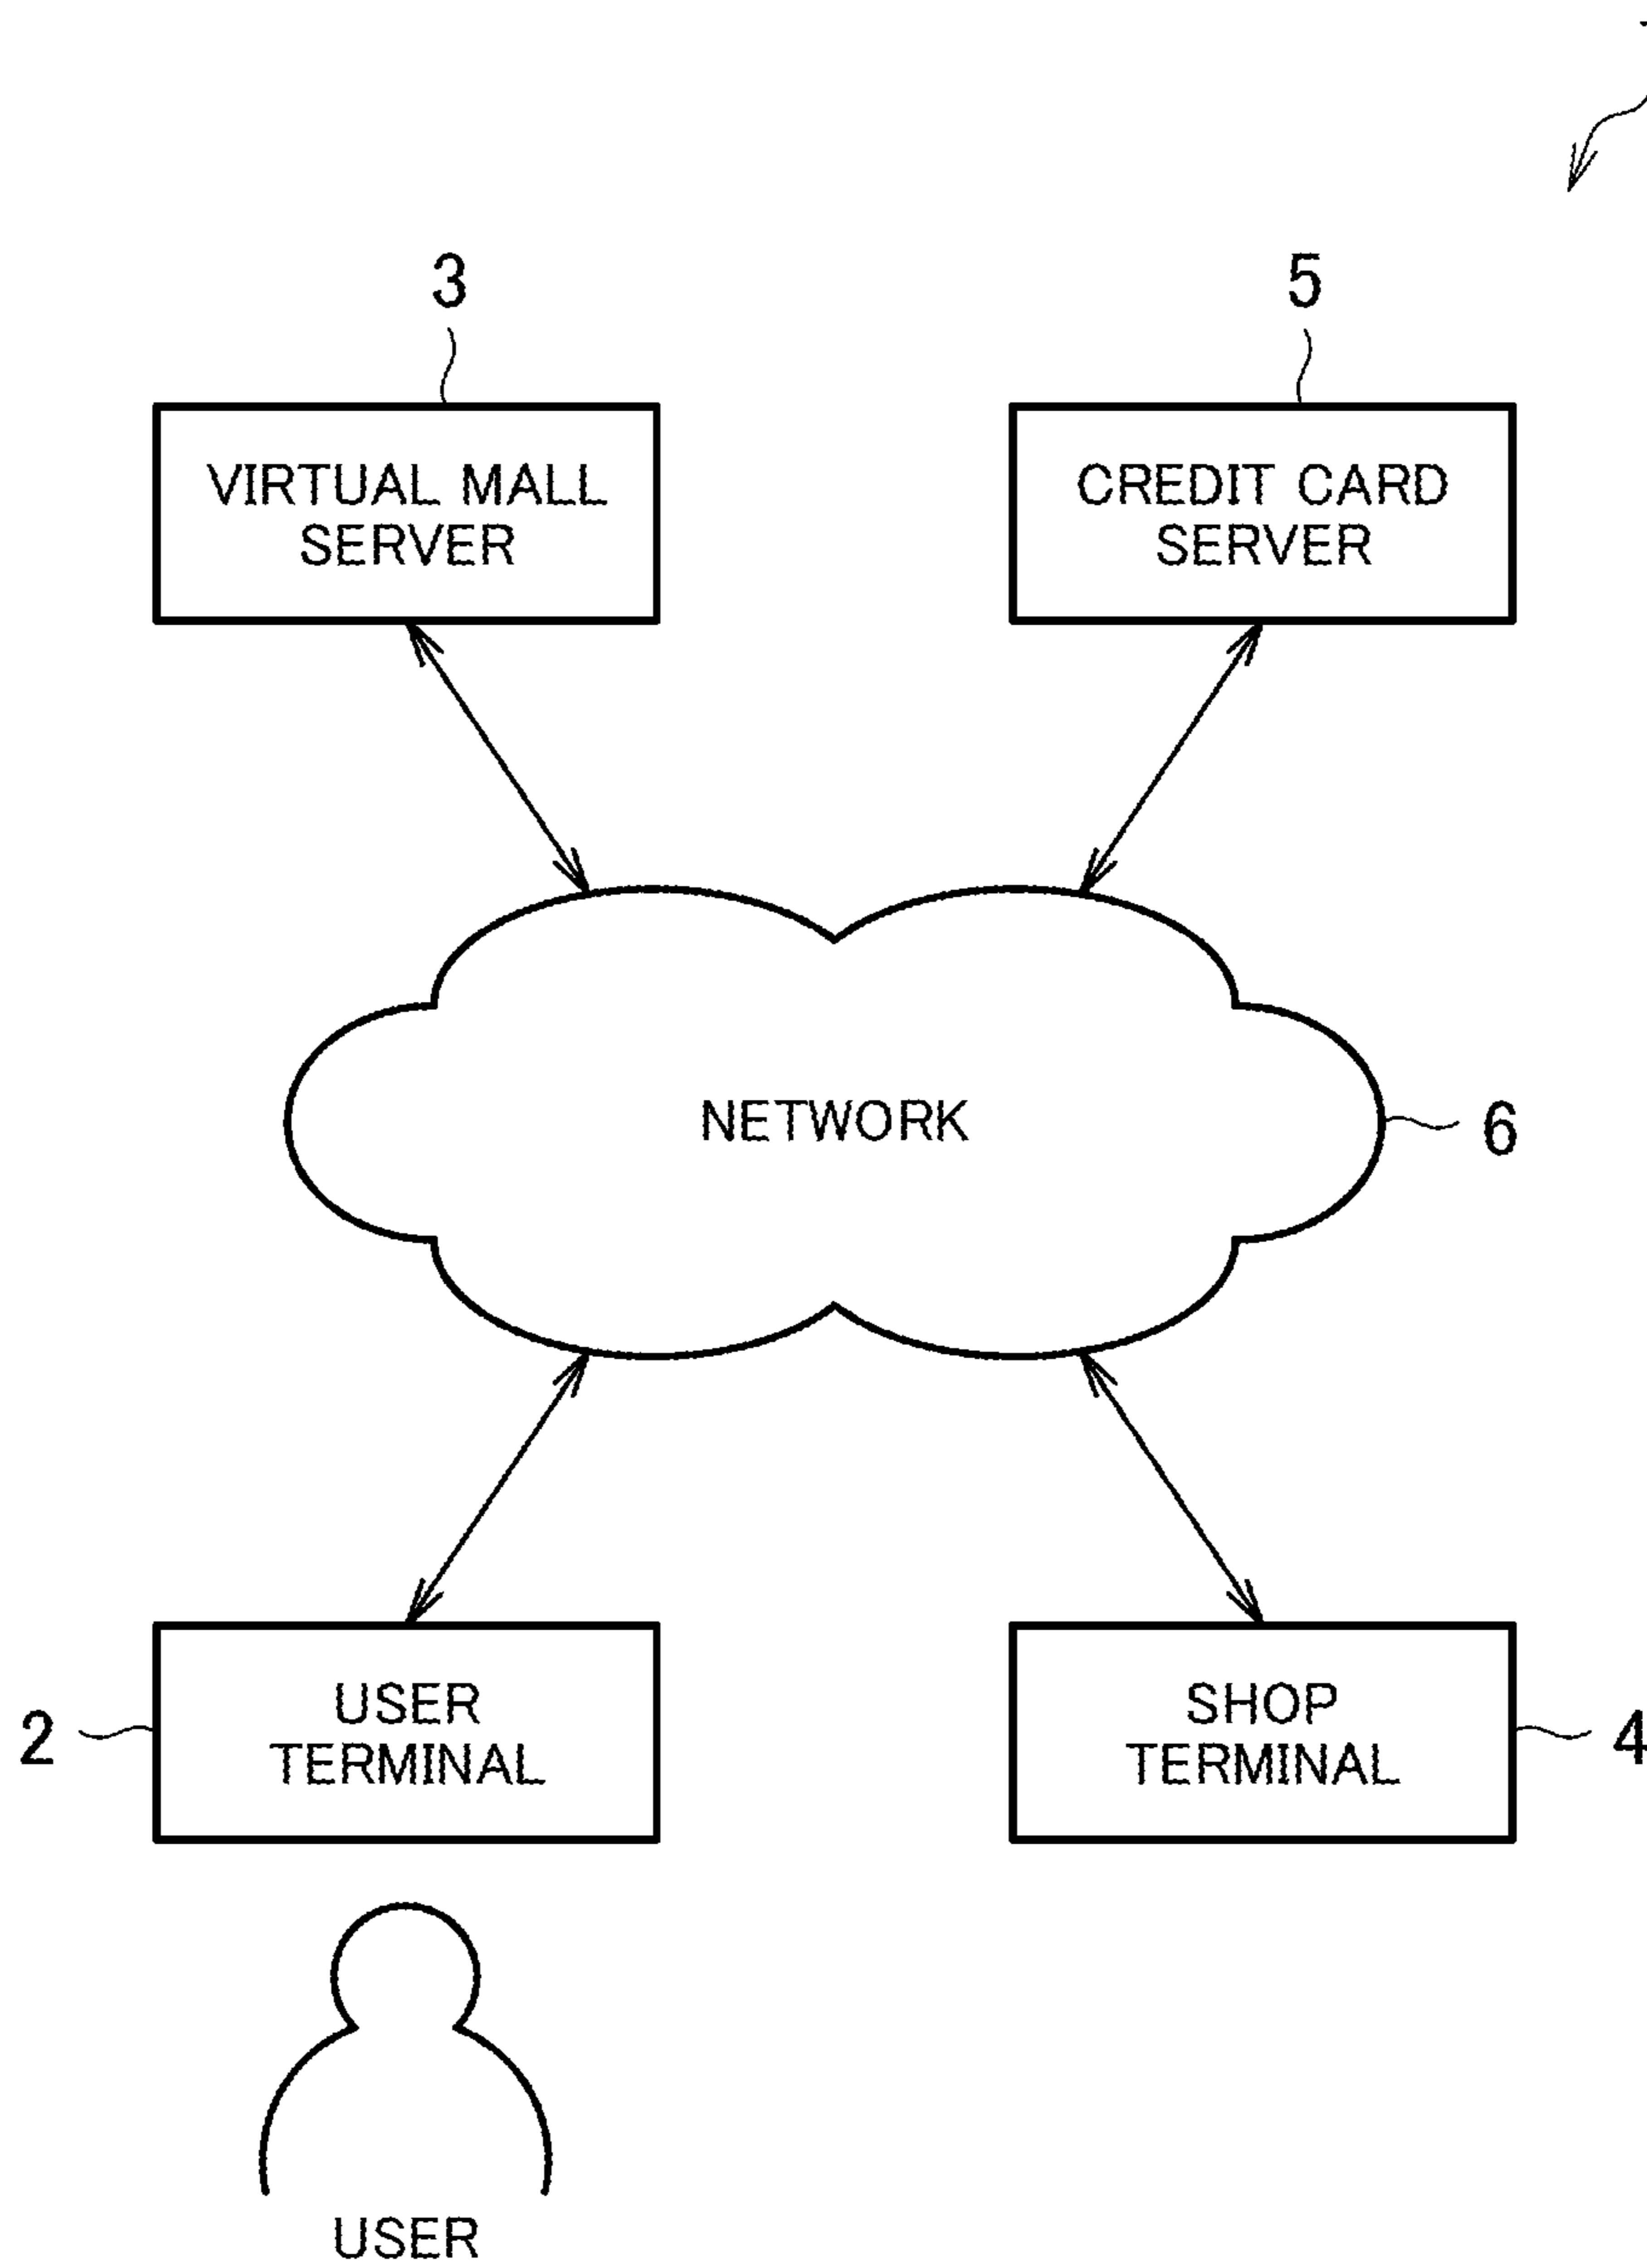 3
5
VIRTUAL MALL
SERVER
CREDIT CARD
SERVER
NETWORK
6
USER
TERMINAL
SHOP
TERMINAL
2
4
USER